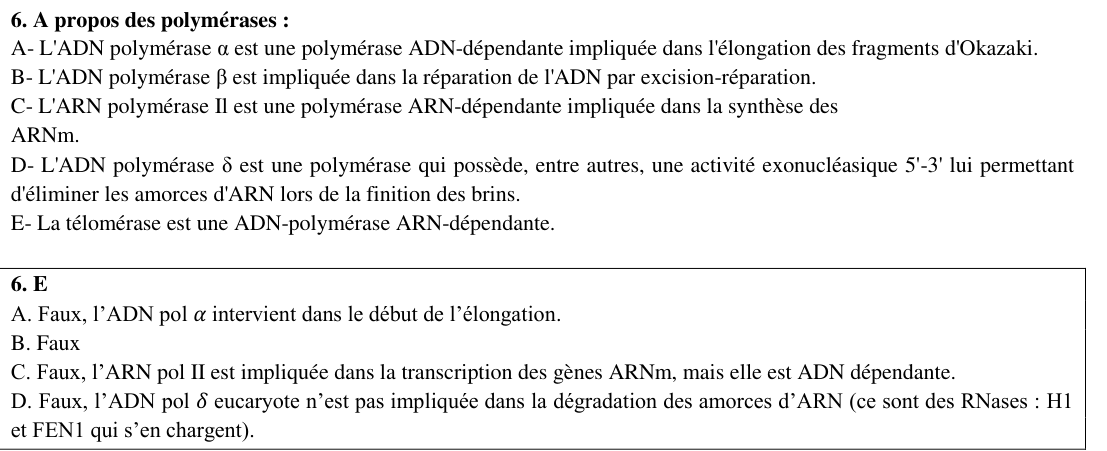 6. A propos des polymérases :
A- L'ADN polymérase α est une polymérase ADN-dépendante impliquée dans l'élongation des fragments d'Okazaki.
B- L'ADN polymérase β est impliquée dans la réparation de l'ADN par excision-réparation.
C- L'ARN polymérase Il est une polymérase ARN-dépendante impliquée dans la synthèse des
ARNm.
D- L'ADN polymérase δ est une polymérase qui possède, entre autres, une activité exonucléasique 5'-3' lui permettant
d'éliminer les amorces d'ARN lors de la finition des brins.
E- La télomérase est une ADN-polymérase ARN-dépendante.
6. E
A. Faux, l’ADN pol α intervient dans le début de l’élongation.
B. Faux
C. Faux, l’ARN pol II est impliquée dans la transcription des gènes ARNm, mais elle est ADN dépendante.
D. Faux, l’ADN pol δ eucaryote n’est pas impliquée dans la dégradation des amorces d’ARN (ce sont des RNases : H1
et FEN1 qui s’en chargent).